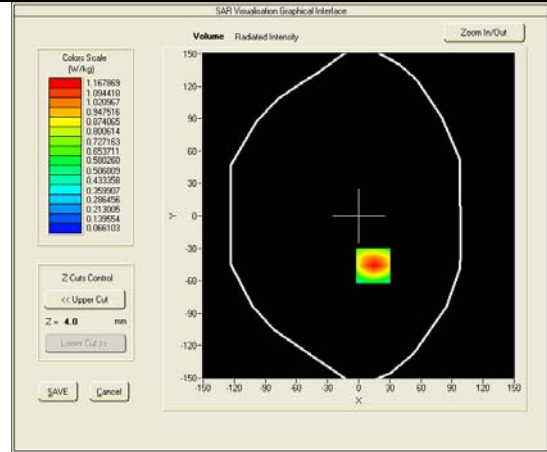 SAR Visualisation Graphical Interface
Volume Radiated Intensity
Zoom In/Out
Colors Scale
(W/kg)
1.167869
1.094418
1.020967
0.947516
0.874065
0.800614
0.727163
0.653711
0.580260
0.506809
0.433358
0.359907
0.286456
0.213005
0.139554
0.066103
Z Cuts Control
<< Upper Cut
Z = 4.0 mm
Lower Cut >>
SAVE Cancel
150
120
90
60
30
0
-30
-60
-90
-120
-150
Y
-150 -120 -90 -60 -30 0 30 60 90 120 150
X